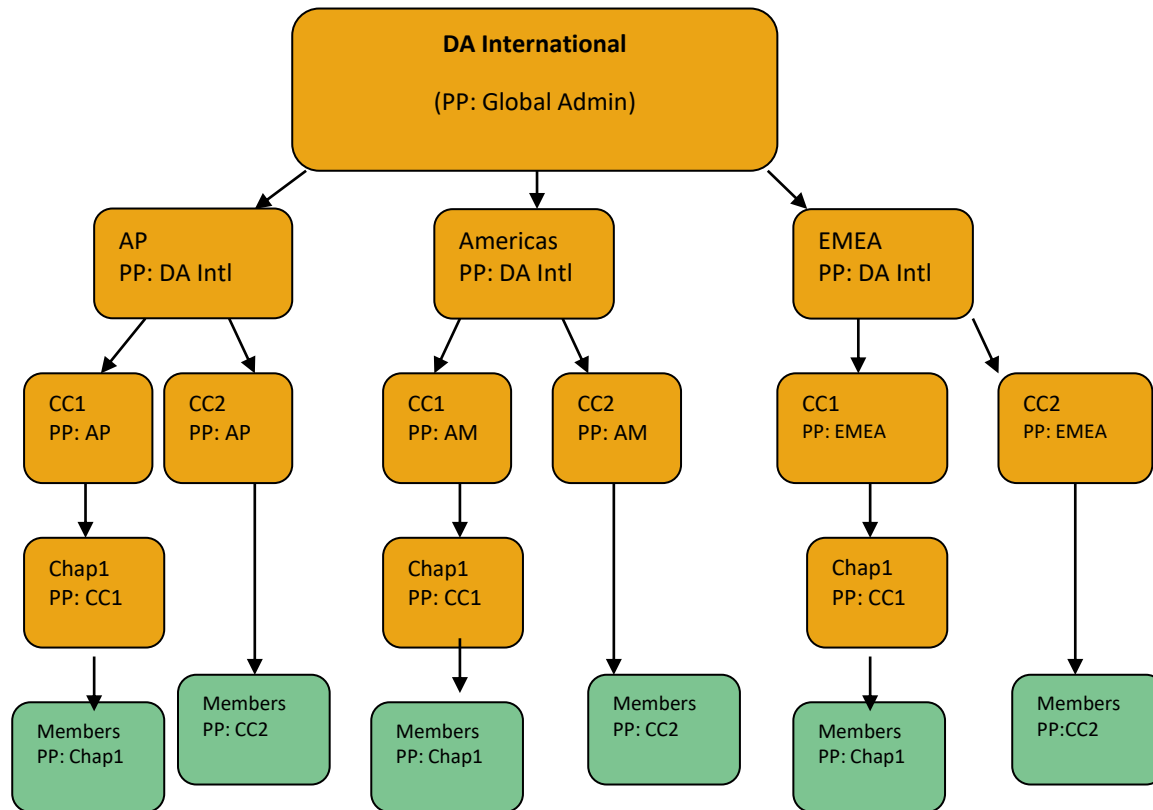 DA International
(PP: Global Admin)
AP
PP: DA Intl
Americas
PP: DA Intl
EMEA
PP: DA Intl
CC1
PP: AP
CC2
PP: AP
CC1
PP: AM
CC2
PP: AM
CC1
PP: EMEA
CC2
PP: EMEA
Chap1
PP: CC1
Chap1
PP: CC1
Chap1
PP: CC1
Members
PP: Chap1
Members
PP: CC2
Members
PP: Chap1
Members
PP: CC2
Members
PP: Chap1
Members
PP:CC2